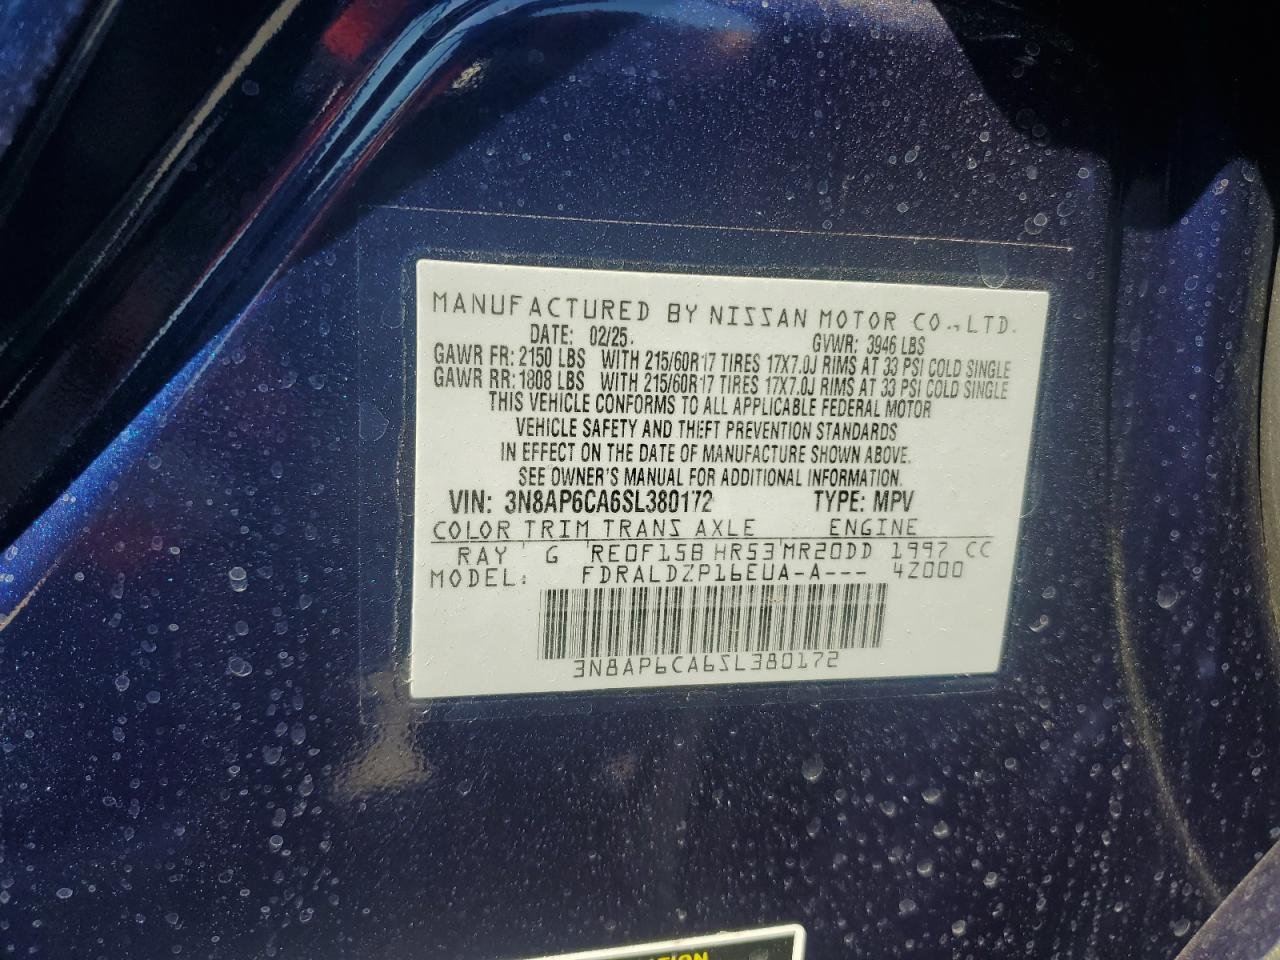 MANUFACTURED BY NISSAN MOTOR CO., LTD.
DATE: 02/25. GVWR: 3946 LBS
GAWR FR: 2150 LBS WITH 215/60R17 TIRES 17X7.0J RIMS AT 33 PSI COLD SINGLE
GAWR RR: 1808 LBS WITH 215/60R17 TIRES 17X7.0J RIMS AT 33 PSI COLD SINGLE
THIS VEHICLE CONFORMS TO ALL APPLICABLE FEDERAL MOTOR
VEHICLE SAFETY AND THEFT PREVENTION STANDARDS
IN EFFECT ON THE DATE OF MANUFACTURE SHOWN ABOVE.
SEE OWNER'S MANUAL FOR ADDITIONAL INFORMATION.
VIN: 3N8AP6CA6SL380172 TYPE: MPV
COLOR TRIM TRANS AXLE ENGINE
RAY G RE0F15B HR53 MR20DD 1997 CC
MODEL: FDRALDZP16EUA-A--- 4Z000
3N8AP6CA6SL380172